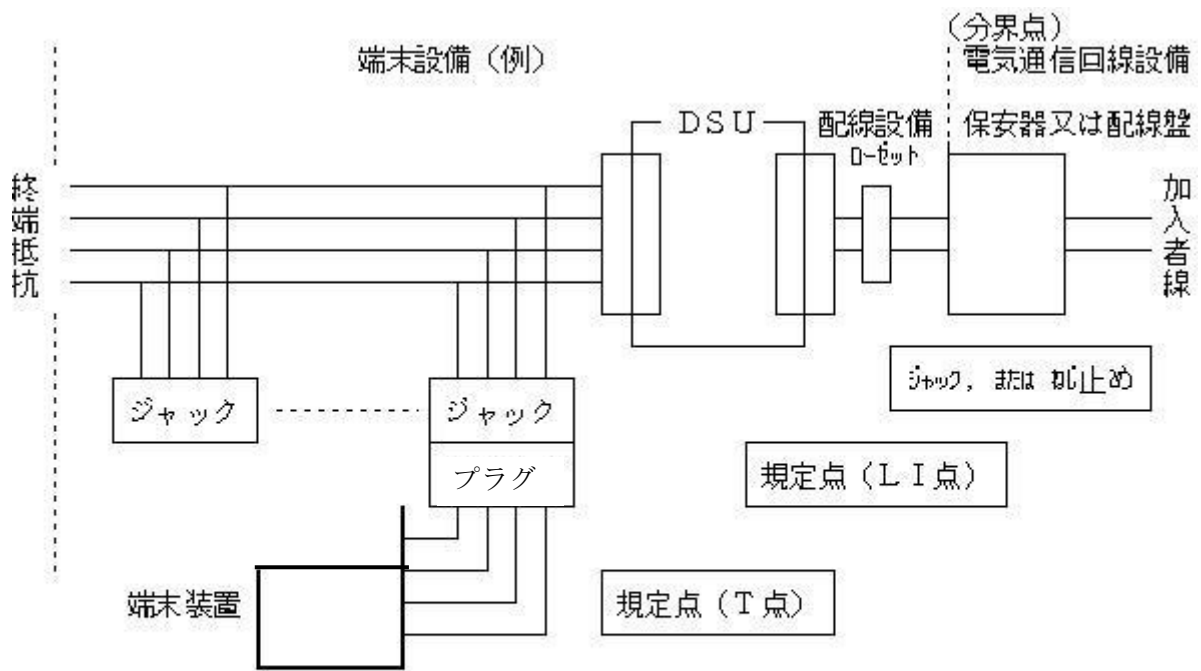 (分界点)
端末設備(例)
電気通信回線設備
DSU
配線設備
ローゼット
保安器又は配線盤
終端抵抗
加入者線
ジャック, または ねじ止め
ジャック
ジャック
プラグ
規定点(LI点)
端末装置
規定点(T点)